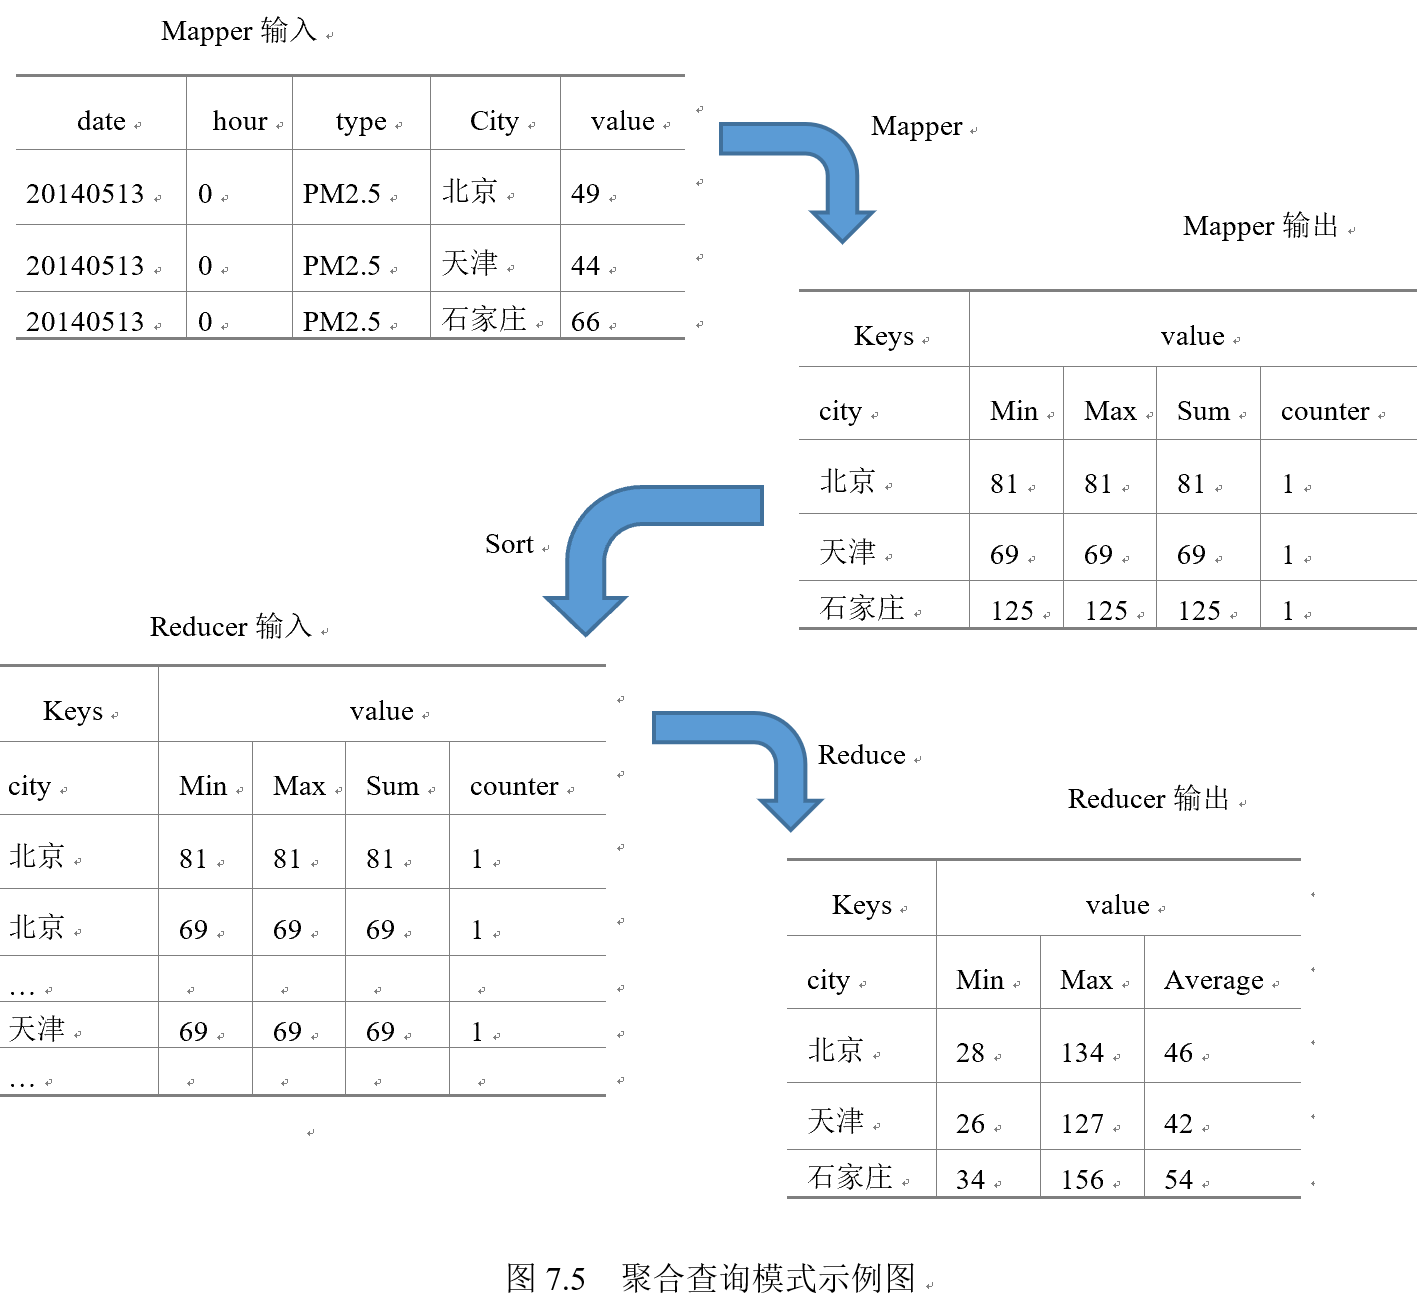 Mapper 输入
date hour type City value
20140513 0 PM2.5 北京 49
20140513 0 PM2.5 天津 44
20140513 0 PM2.5 石家庄 66
Mapper
Mapper 输出
Keys value
city Min Max Sum counter
北京 81 81 81 1
天津 69 69 69 1
石家庄 125 125 125 1
Sort
Reducer 输入
Keys value
city Min Max Sum counter
北京 81 81 81 1
北京 69 69 69 1
…
天津 69 69 69 1
…
Reduce
Reducer 输出
Keys value
city Min Max Average
北京 28 134 46
天津 26 127 42
石家庄 34 156 54
图 7.5 聚合查询模式示例图